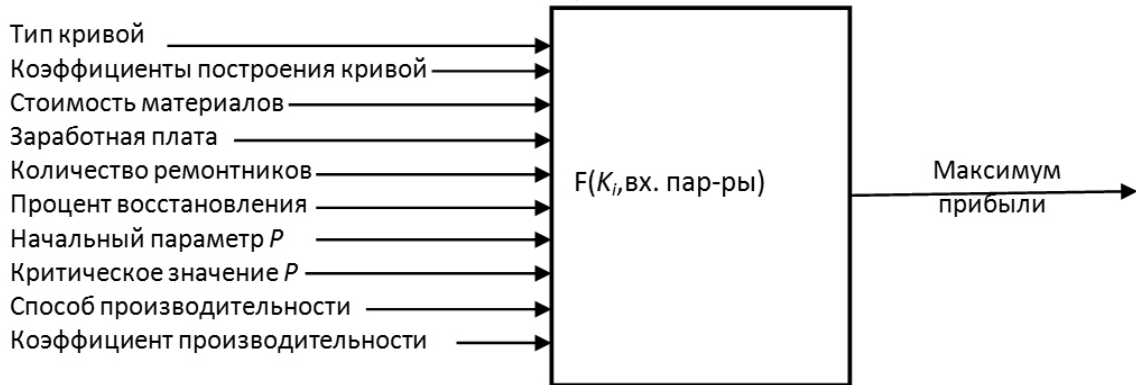 Тип кривой
Коэффициенты построения кривой
Стоимость материалов
Заработная плата
Количество ремонтников
Процент восстановления
Начальный параметр P
Критическое значение P
Способ производительности
Коэффициент производительности
F(Ki,вх. пар-ры)
Максимум
прибыли